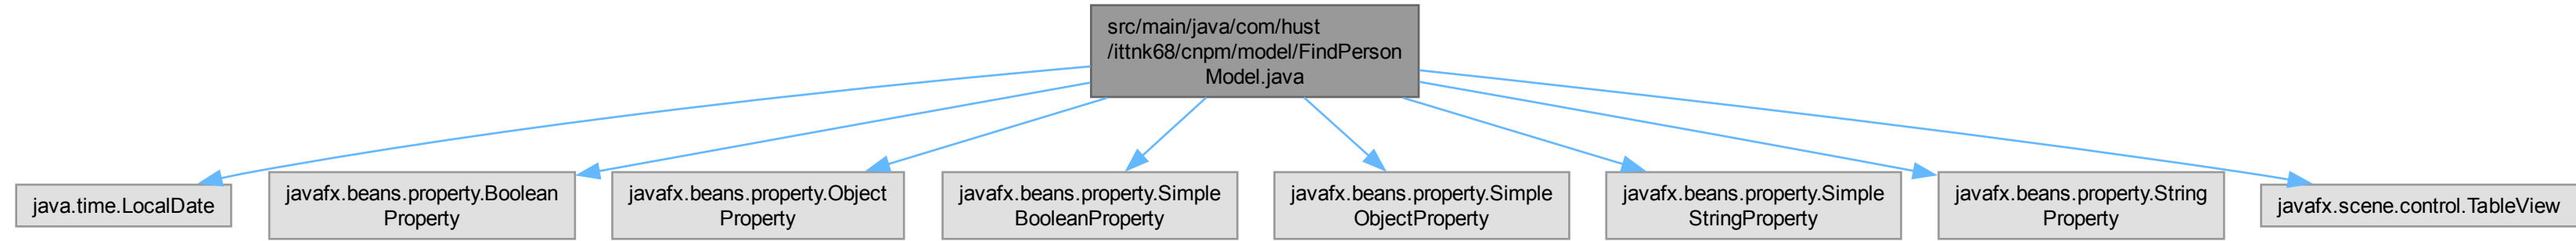 src/main/java/com/hust
/ittnk68/cnpm/model/FindPerson
Model.java
java.time.LocalDate
javafx.beans.property.Boolean
Property
javafx.beans.property.Object
Property
javafx.beans.property.Simple
BooleanProperty
javafx.beans.property.Simple
ObjectProperty
javafx.beans.property.Simple
StringProperty
javafx.beans.property.String
Property
javafx.scene.control.TableView